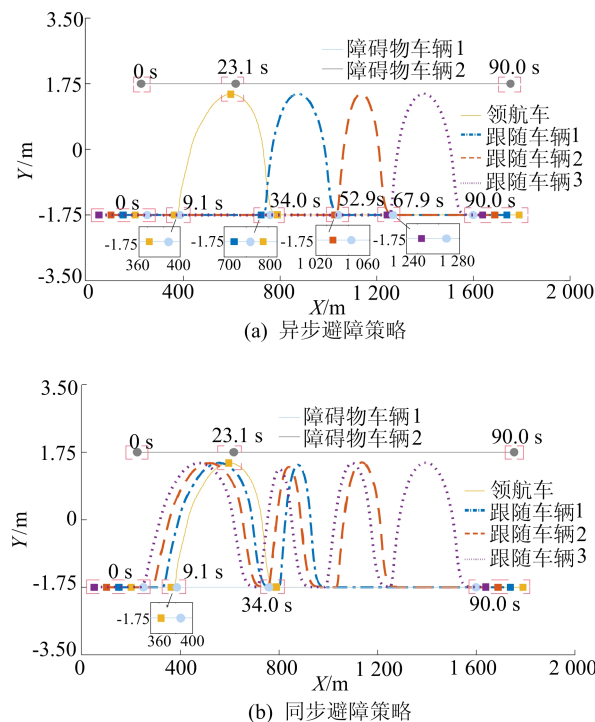 3.50
障碍物车辆1
障碍物车辆2
0 s
23.1 s
90.0 s
1.75
领航车
跟随车辆1
跟随车辆2
跟随车辆3
0
Y/m
0 s
9.1 s
34.0 s
52.9s
67.9s
90.0 s
-1.75
-1.75
360 400
-1.75
700 800
-1.75
1 020 1 060
-1.75
1 240 1 280
-3.50
0 400 800 1 200 1 600 2 000
X/m
(a) 异步避障策略
3.50
障碍物车辆1
障碍物车辆2
0 s
23.1 s
90.0 s
1.75
领航车
跟随车辆1
跟随车辆2
跟随车辆3
0
Y/m
0 s
9.1 s
34.0 s
90.0 s
-1.75
-1.75
360 400
-3.50
0 400 800 1 200 1 600 2 000
X/m
(b) 同步避障策略